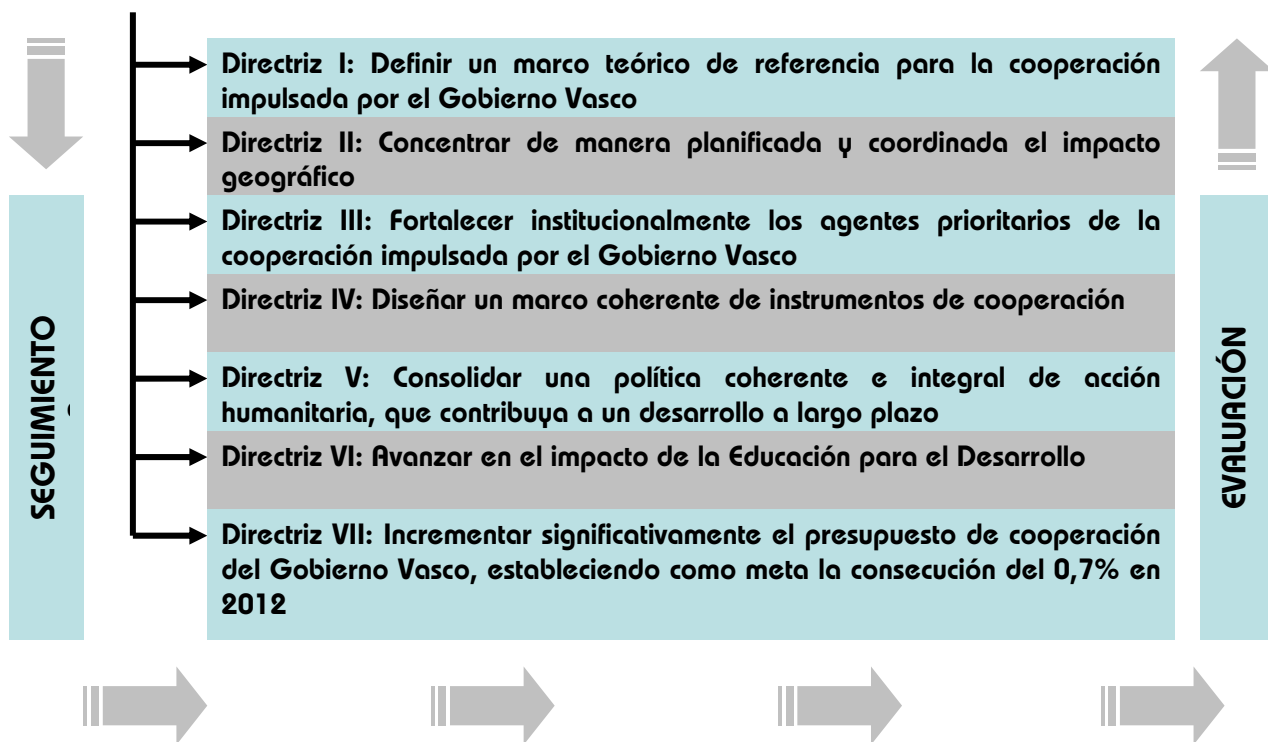 Directriz I: Definir un marco teórico de referencia para la cooperación
impulsada por el Gobierno Vasco
Directriz II: Concentrar de manera planificada y coordinada el impacto
geográfico
Directriz III: Fortalecer institucionalmente los agentes prioritarios de la
cooperación impulsada por el Gobierno Vasco
Directriz IV: Diseñar un marco coherente de instrumentos de cooperación
Directriz V: Consolidar una política coherente e integral de acción
humanitaria, que contribuya a un desarrollo a largo plazo
Directriz VI: Avanzar en el impacto de la Educación para el Desarrollo
Directriz VII: Incrementar significativamente el presupuesto de cooperación
del Gobierno Vasco, estableciendo como meta la consecución del 0,7% en
2012
SEGUIMIENTO
EVALUACIÓN